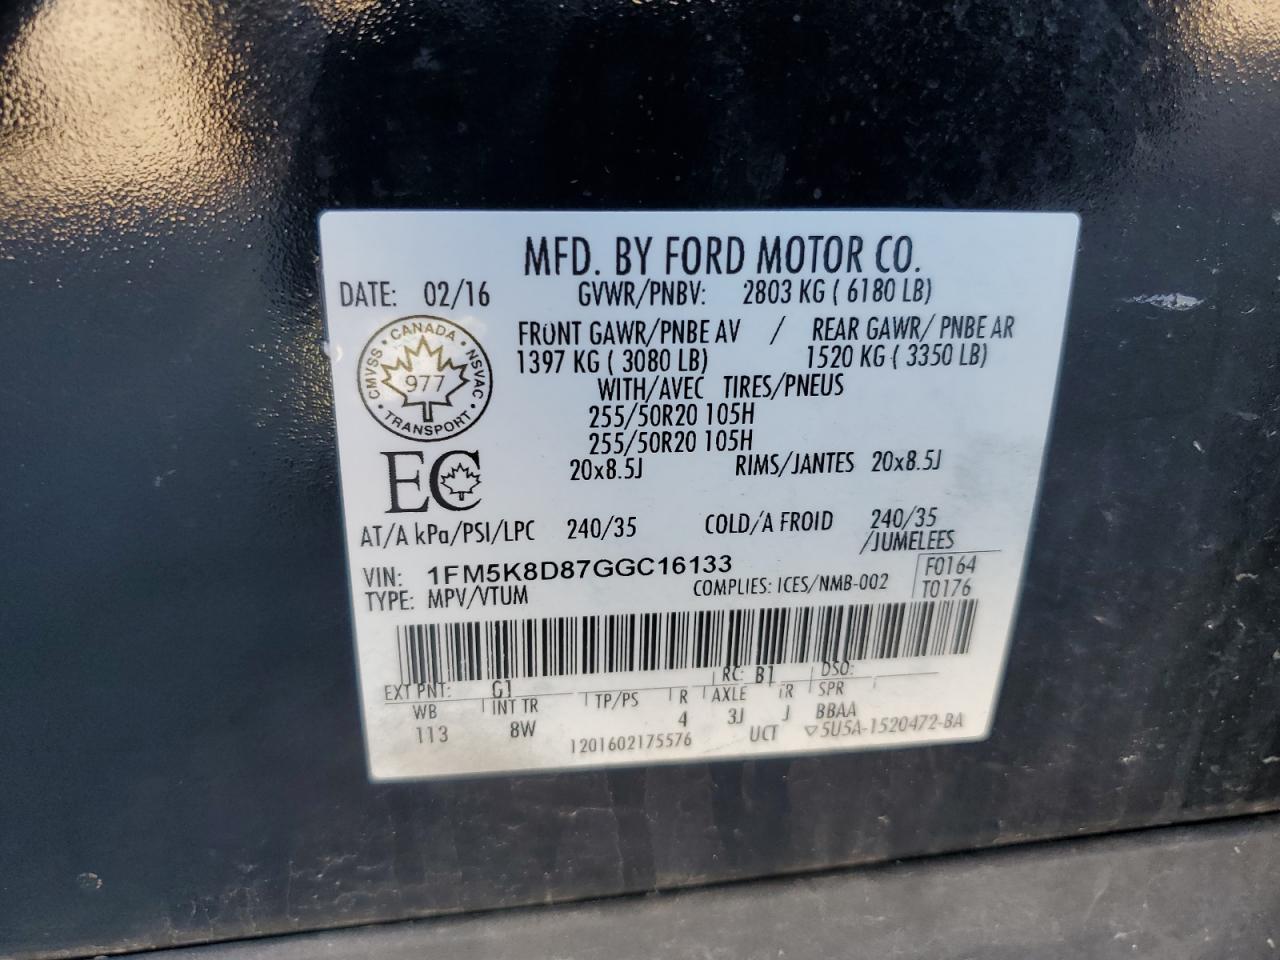 MFD. BY FORD MOTOR CO.
DATE: 02/16 GVWR/PNBV: 2803 KG ( 6180 LB)
FRONT GAWR/PNBE AV / REAR GAWR/ PNBE AR
1397 KG ( 3080 LB) 1520 KG ( 3350 LB)
WITH/AVEC TIRES/PNEUS
255/50R20 105H
255/50R20 105H
20x8.5J RIMS/JANTES 20x8.5J
CANADA
CMVSS 977 NSVAC
TRANSPORT
EC
AT/A kPa/PSI/LPC 240/35 COLD/A FROID 240/35
/JUMELEES
VIN: 1FM5K8D87GGC16133 F0164
TYPE: MPV/VTUM COMPLIES: ICES/NMB-002 T0176
EXT PNT: G1 RC: B1 DSO:
WB INT TR TP/PS R AXLE TR SPR
113 8W 4 3J J BBAA
1201602175576 UCT ▽5U5A-1520472-BA